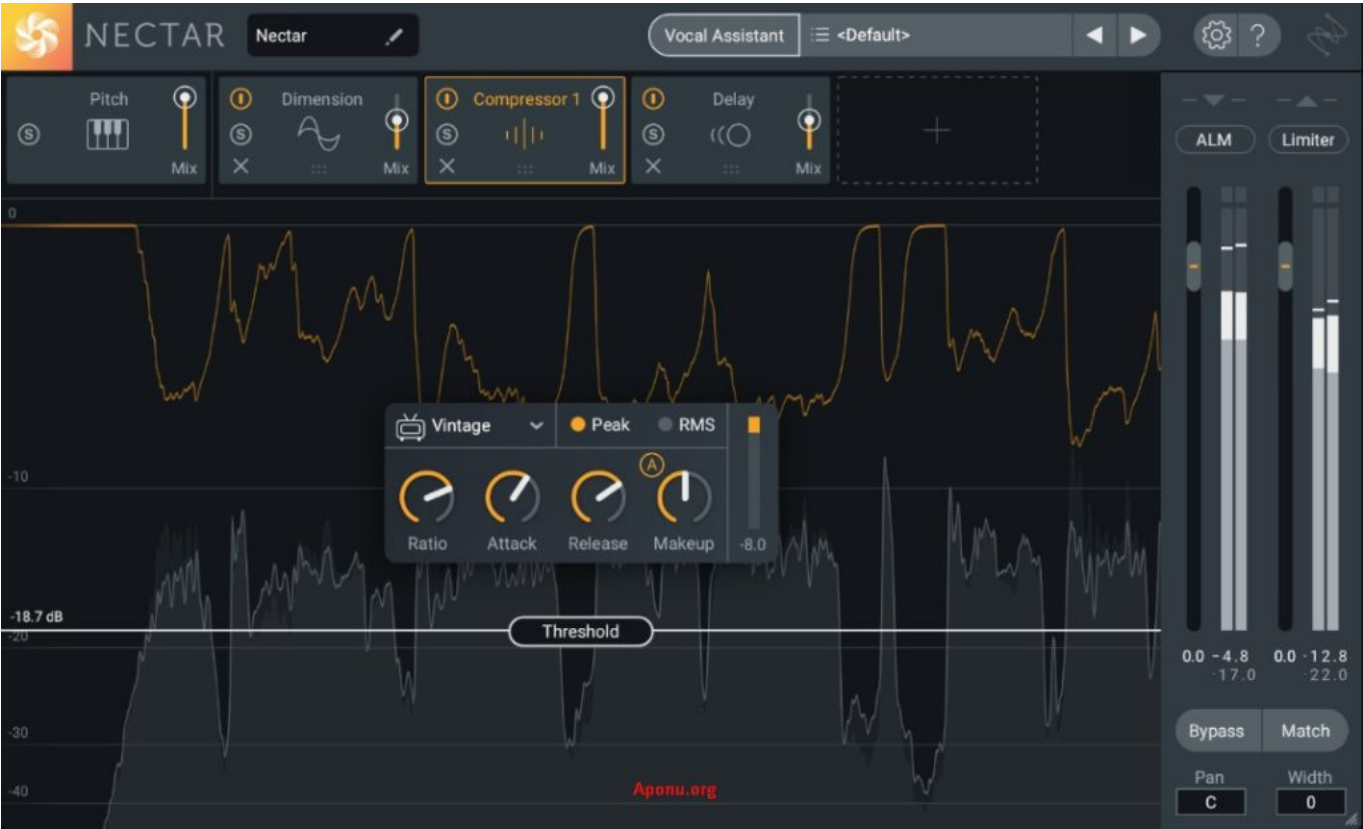 NECTAR
Nectar
Vocal Assistant
<Default>
?
Pitch
S
Mix
Dimension
S
Mix
Compressor 1
S
Mix
Delay
S
Mix
ALM
Limiter
0
Vintage
Peak
RMS
A
-10
Ratio
Attack
Release
Makeup
-8.0
-18.7 dB
-20
Threshold
0.0 -4.8
-17.0
0.0 -12.8
-22.0
-30
Bypass
Match
-40
Aponu.org
Pan
Width
C
0